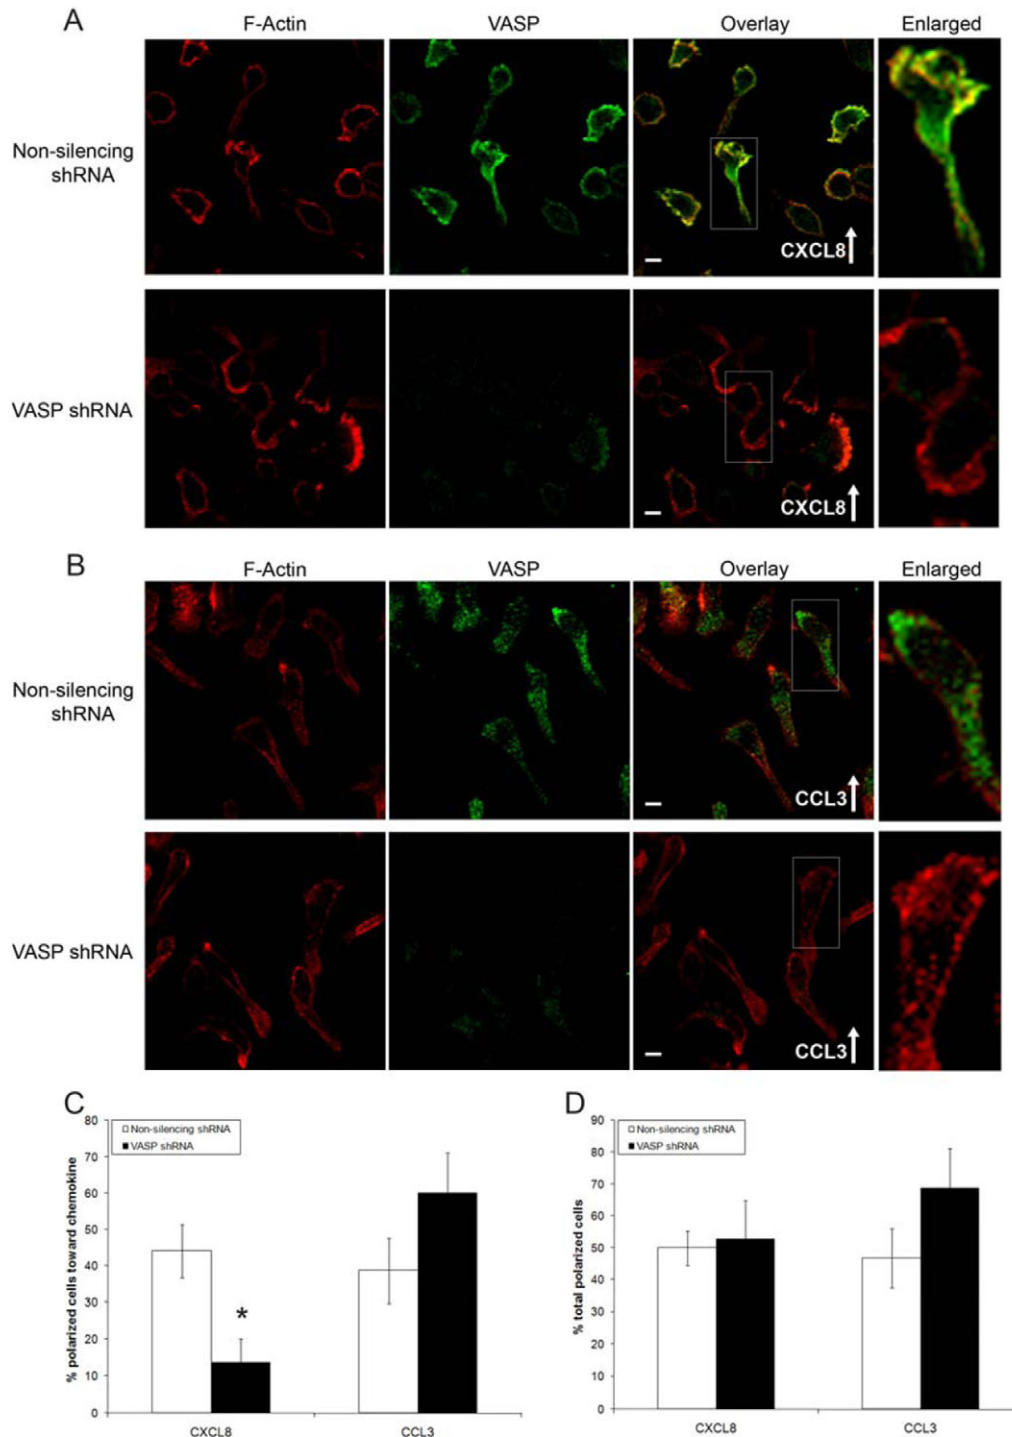 A
F-Actin VASP Overlay Enlarged
Non-silencing
shRNA
CXCL8
VASP shRNA
CXCL8
B
F-Actin VASP Overlay Enlarged
Non-silencing
shRNA
CCL3
VASP shRNA
CCL3
C
80
70
60
50
40
30
20
10
0
% polarized cells toward chemokine
Non-silencing shRNA
VASP shRNA
*
CXCL8 CCL3
D
90
80
70
60
50
40
30
20
10
0
% total polarized cells
Non-silencing shRNA
VASP shRNA
CXCL8 CCL3